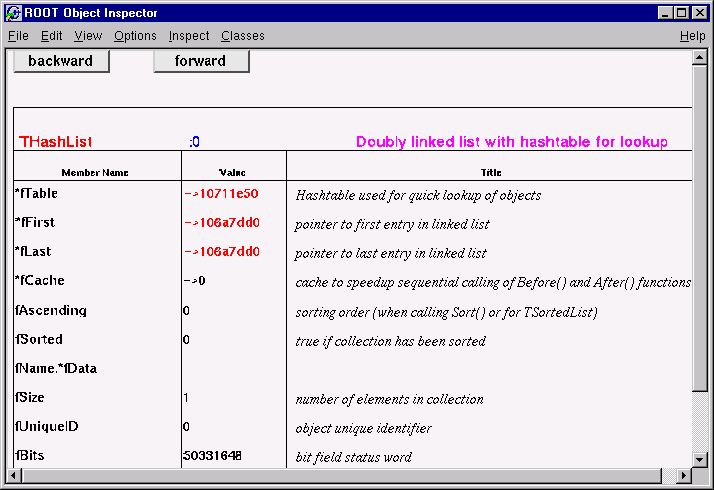 ROOT Object Inspector
File Edit View Options Inspect Classes Help
backward forward
THashList :0 Doubly linked list with hashtable for lookup
Member Name Value Title
*fTable ->10711e50 Hashtable used for quick lookup of objects
*fFirst ->106a7dd0 pointer to first entry in linked list
*fLast ->106a7dd0 pointer to last entry in linked list
*fCache ->0 cache to speedup sequential calling of Before() and After() functions
fAscending 0 sorting order (when calling Sort() or for TSortedList)
fSorted 0 true if collection has been sorted
fName.*fData
fSize 1 number of elements in collection
fUniqueID 0 object unique identifier
fBits 50331648 bit field status word